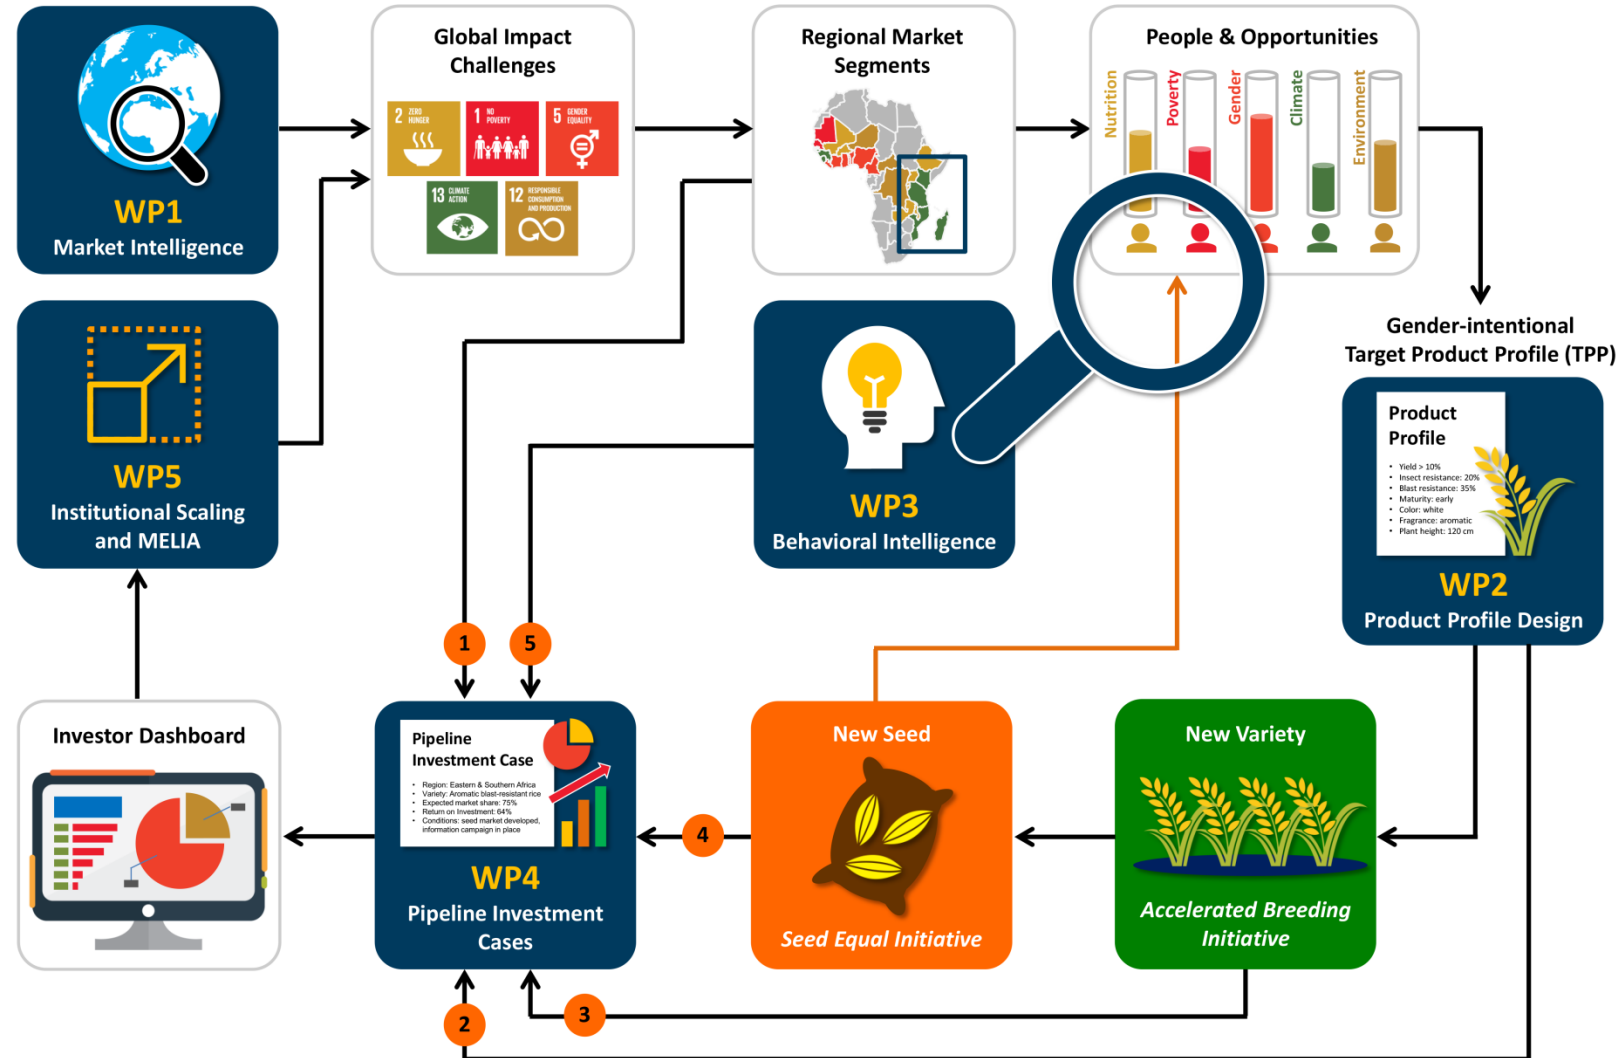 WP1
Market Intelligence
Global Impact
Challenges
2 ZERO
HUNGER
1 NO
POVERTY
5 GENDER
EQUALITY
13 CLIMATE
ACTION
12 RESPONSIBLE
CONSUMPTION
AND PRODUCTION
Regional Market
Segments
People & Opportunities
Nutrition
Poverty
Gender
Climate
Environment
WP5
Institutional Scaling
and MELIA
WP3
Behavioral Intelligence
Gender-intentional
Target Product Profile (TPP)
Product
Profile
• Yield > 10%
• Insect resistance: 20%
• Blast resistance: 35%
• Maturity: early
• Color: white
• Fragrance: aromatic
• Plant height: 120 cm
WP2
Product Profile Design
1
5
Investor Dashboard
Pipeline
Investment Case
• Region: Eastern & Southern Africa
• Variety: Aromatic blast-resistant rice
• Expected market share: 75%
• Return on Investment: 64%
• Conditions: seed market developed,
information campaign in place
WP4
Pipeline Investment
Cases
4
New Seed
Seed Equal Initiative
New Variety
Accelerated Breeding
Initiative
2
3